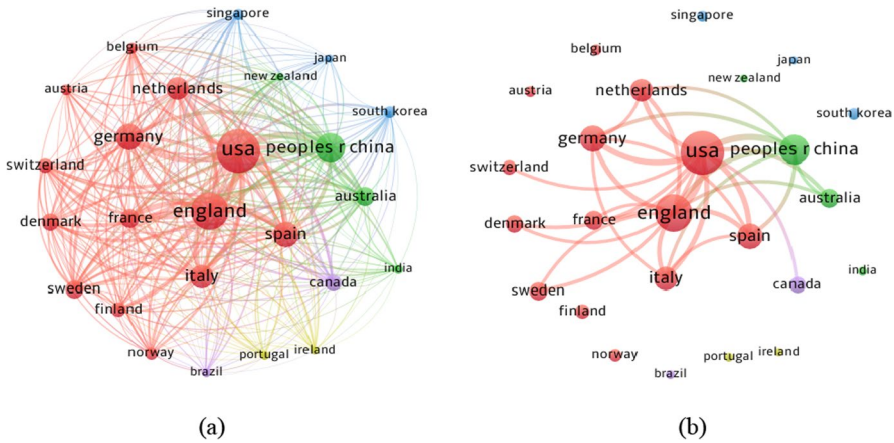 singapore
belgium
japan
new zealand
austria
netherlands
south korea
germany
usa
peoples r china
switzerland
australia
england
denmark
france
spain
italy
india
canada
sweden
finland
norway
portugal
ireland
brazil
(a)
singapore
belgium
japan
new zealand
austria
netherlands
south korea
germany
usa
peoples r china
switzerland
australia
england
denmark
france
spain
italy
india
canada
sweden
finland
norway
portugal
ireland
brazil
(b)